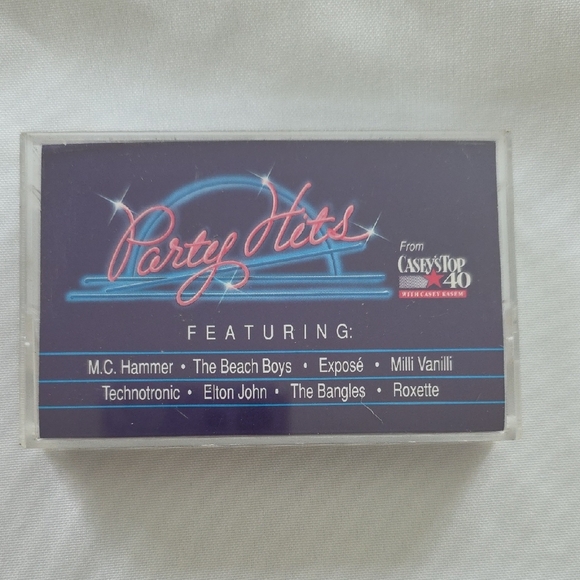 Party Hits
From
CASEY'S TOP
40
WITH CASEY KASEM
FEATURING:
M.C. Hammer • The Beach Boys • Exposé • Milli Vanilli
Technotronic • Elton John • The Bangles • Roxette